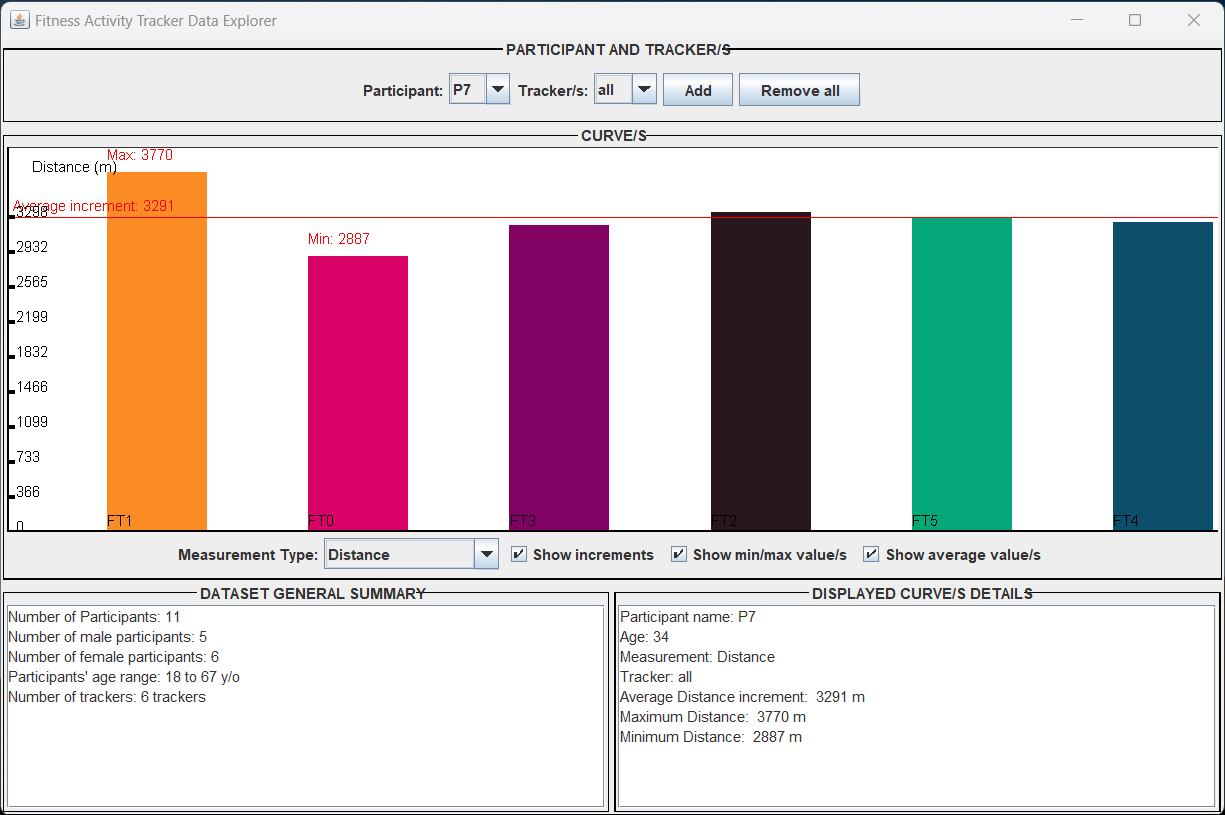 Fitness Activity Tracker Data Explorer
PARTICIPANT AND TRACKER/S
Participant: P7 Tracker/s: all Add Remove all
CURVE/S
Max: 3770
Distance (m)
Average increment: 3291
3298
Min: 2887
2932
2565
2199
1832
1466
1099
733
366
0
FT1 FT0 FT3 FT2 FT5 FT4
Measurement Type: Distance Show increments Show min/max value/s Show average value/s
DATASET GENERAL SUMMARY
Number of Participants: 11
Number of male participants: 5
Number of female participants: 6
Participants' age range: 18 to 67 y/o
Number of trackers: 6 trackers
DISPLAYED CURVE/S DETAILS
Participant name: P7
Age: 34
Measurement: Distance
Tracker: all
Average Distance increment:  3291 m
Maximum Distance:  3770 m
Minimum Distance:  2887 m